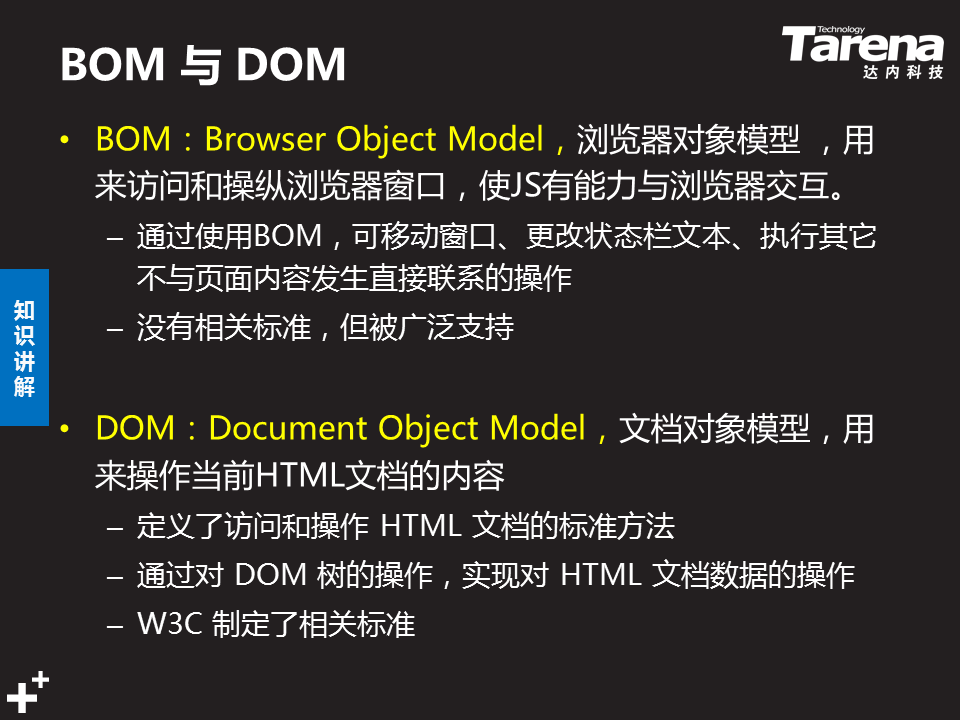 BOM 与 DOM
Technology
Tarena
达内科技
• BOM：Browser Object Model，浏览器对象模型 ，用
来访问和操纵浏览器窗口，使JS有能力与浏览器交互。
– 通过使用BOM，可移动窗口、更改状态栏文本、执行其它
不与页面内容发生直接联系的操作
– 没有相关标准，但被广泛支持
知识讲解
• DOM：Document Object Model，文档对象模型，用
来操作当前HTML文档的内容
– 定义了访问和操作 HTML 文档的标准方法
– 通过对 DOM 树的操作，实现对 HTML 文档数据的操作
– W3C 制定了相关标准